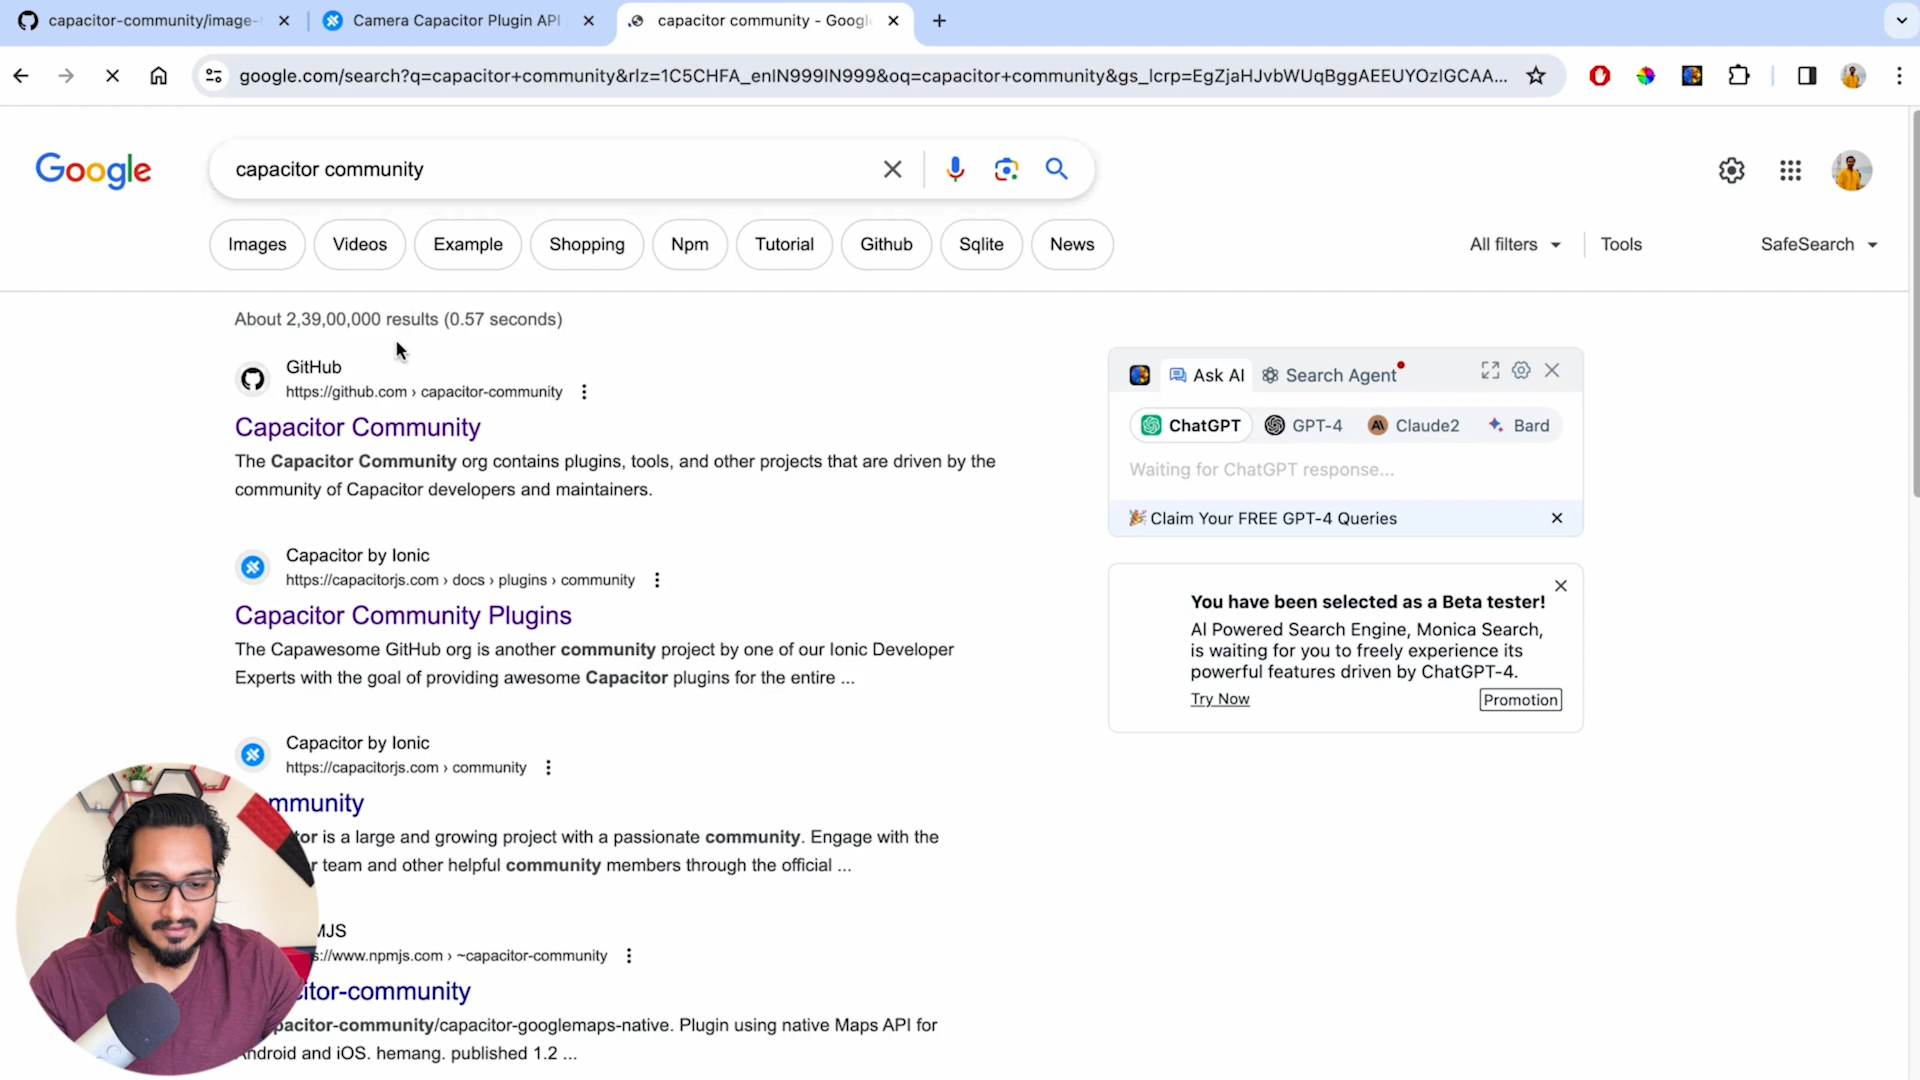 capacitor-community/image-
Camera Capacitor Plugin API
capacitor community - Googl
google.com/search?q=capacitor+community&rlz=1C5CHFA_enIN999IN999&oq=capacitor+community&gs_lcrp=EgZjaHJvbWUqBggAEEUYOzIGCAA...
Google
capacitor community
Images
Videos
Example
Shopping
Npm
Tutorial
Github
Sqlite
News
All filters
Tools
SafeSearch
About 2,39,00,000 results (0.57 seconds)
GitHub
https://github.com › capacitor-community
Capacitor Community
The Capacitor Community org contains plugins, tools, and other projects that are driven by the
community of Capacitor developers and maintainers.
Capacitor by Ionic
https://capacitorjs.com › docs › plugins › community
Capacitor Community Plugins
The Capawesome GitHub org is another community project by one of our Ionic Developer
Experts with the goal of providing awesome Capacitor plugins for the entire ...
Capacitor by Ionic
https://capacitorjs.com › community
mmunity
tor is a large and growing project with a passionate community. Engage with the
r team and other helpful community members through the official ...
MJS
s://www.npmjs.com › ~capacitor-community
citor-community
pacitor-community/capacitor-googlemaps-native. Plugin using native Maps API for
Android and iOS. hemang. published 1.2 ...
Ask AI
Search Agent
ChatGPT
GPT-4
Claude2
Bard
Waiting for ChatGPT response...
Claim Your FREE GPT-4 Queries
You have been selected as a Beta tester!
AI Powered Search Engine, Monica Search,
is waiting for you to freely experience its
powerful features driven by ChatGPT-4.
Try Now
Promotion